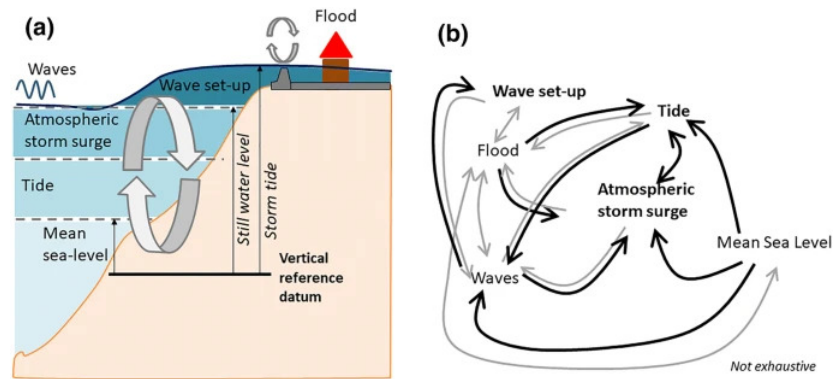 (a)
Flood
Waves
Wave set-up
Atmospheric
storm surge
Tide
Mean
sea-level
Still water level
Storm tide
Vertical
reference
datum
(b)
Wave set-up
Tide
Flood
Atmospheric
storm surge
Mean Sea Level
Waves
Not exhaustive